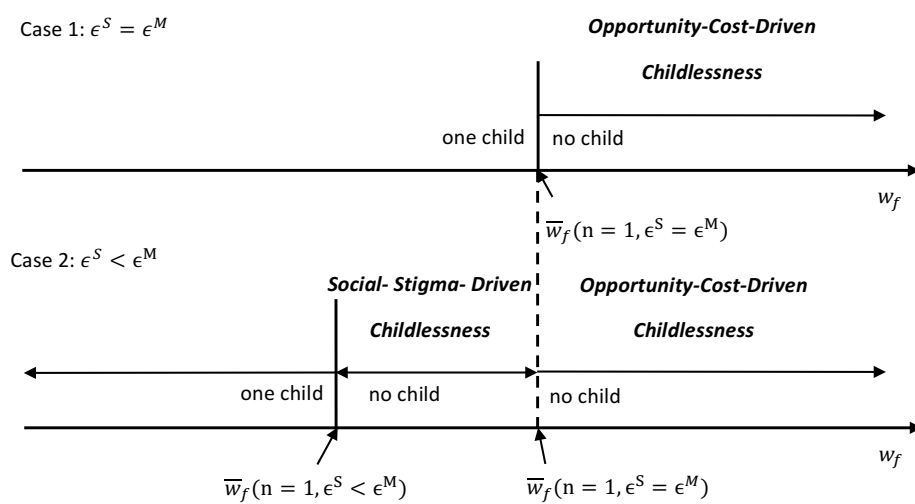 Case 1: ϵ^S = ϵ^M
Opportunity-Cost-Driven
Childlessness
one child
no child
w_f
w̅_f(n = 1, ϵ^S = ϵ^M)
Case 2: ϵ^S < ϵ^M
Social- Stigma- Driven
Childlessness
Opportunity-Cost-Driven
Childlessness
one child
no child
no child
w_f
w̅_f(n = 1, ϵ^S < ϵ^M)
w̅_f(n = 1, ϵ^S = ϵ^M)